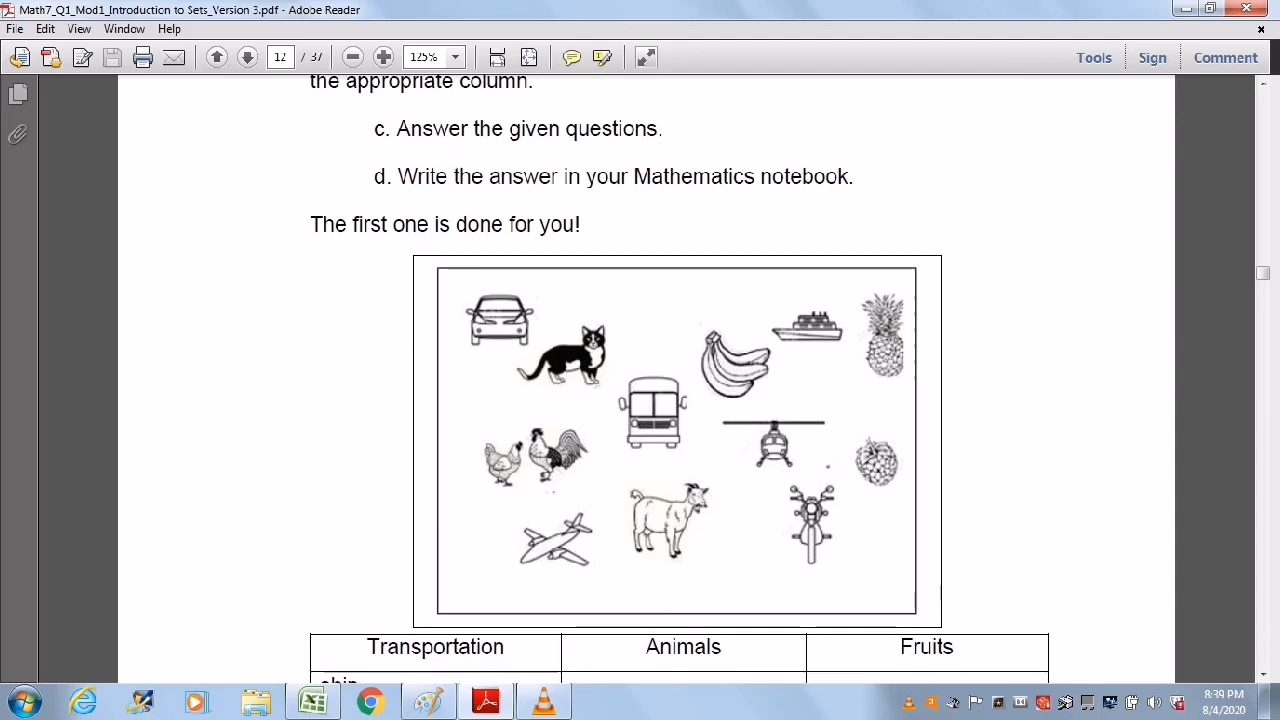 Math7_Q1_Mod1_Introduction to Sets_Version 3.pdf - Adobe Reader
File Edit View Window Help
12 / 37 125% Tools Sign Comment
the appropriate column.
c. Answer the given questions.
d. Write the answer in your Mathematics notebook.
The first one is done for you!
Transportation Animals Fruits
ship
8:39 PM
8/4/2020